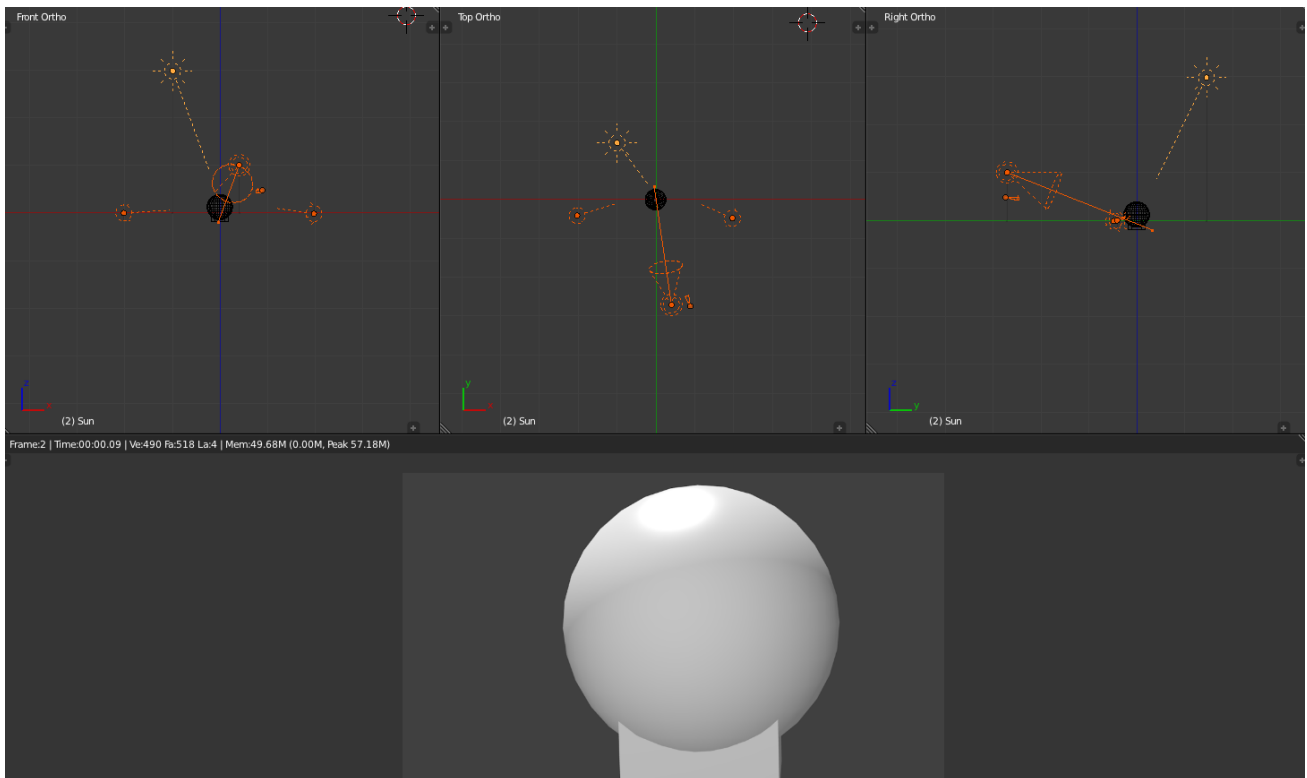 Front Ortho
Top Ortho
Right Ortho
z
x
y
x
z
y
(2) Sun
(2) Sun
(2) Sun
Frame:2 | Time:00:00.09 | Ve:490 Fa:518 La:4 | Mem:49.68M (0.00M, Peak 57.18M)